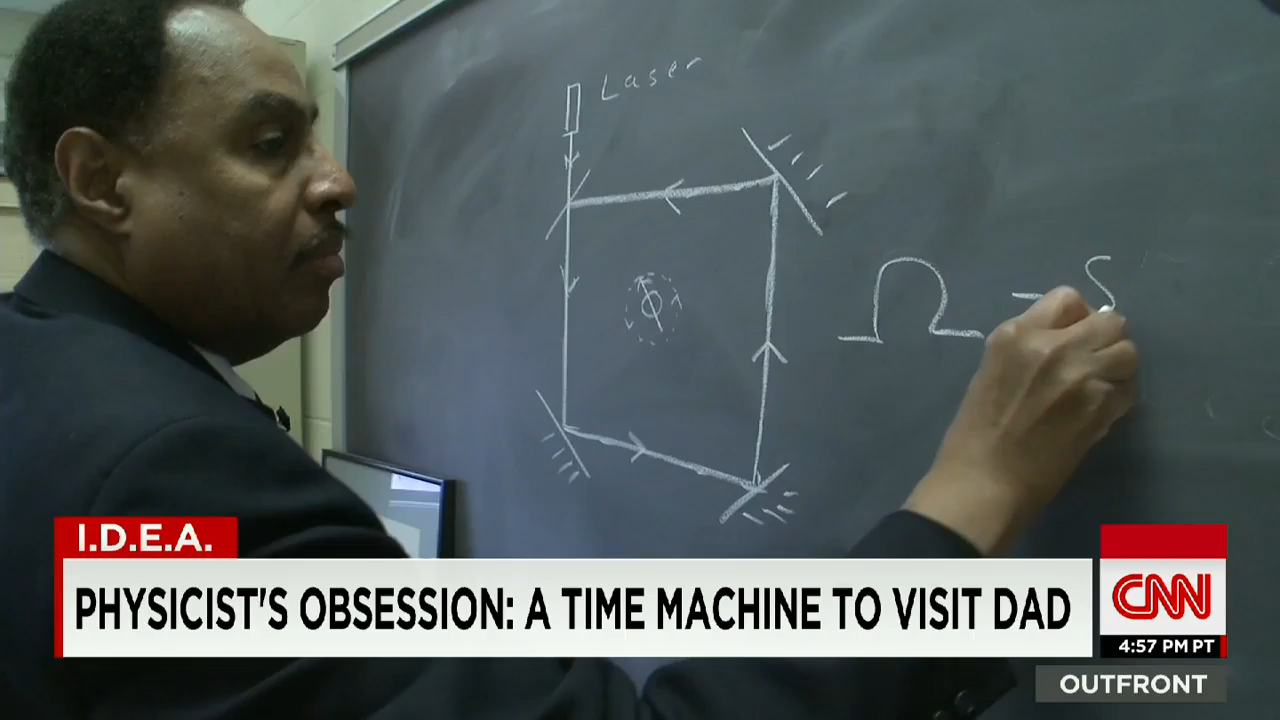 Laser
Ω = S
I.D.E.A.
PHYSICIST'S OBSESSION: A TIME MACHINE TO VISIT DAD
CNN
4:57 PM PT
OUTFRONT